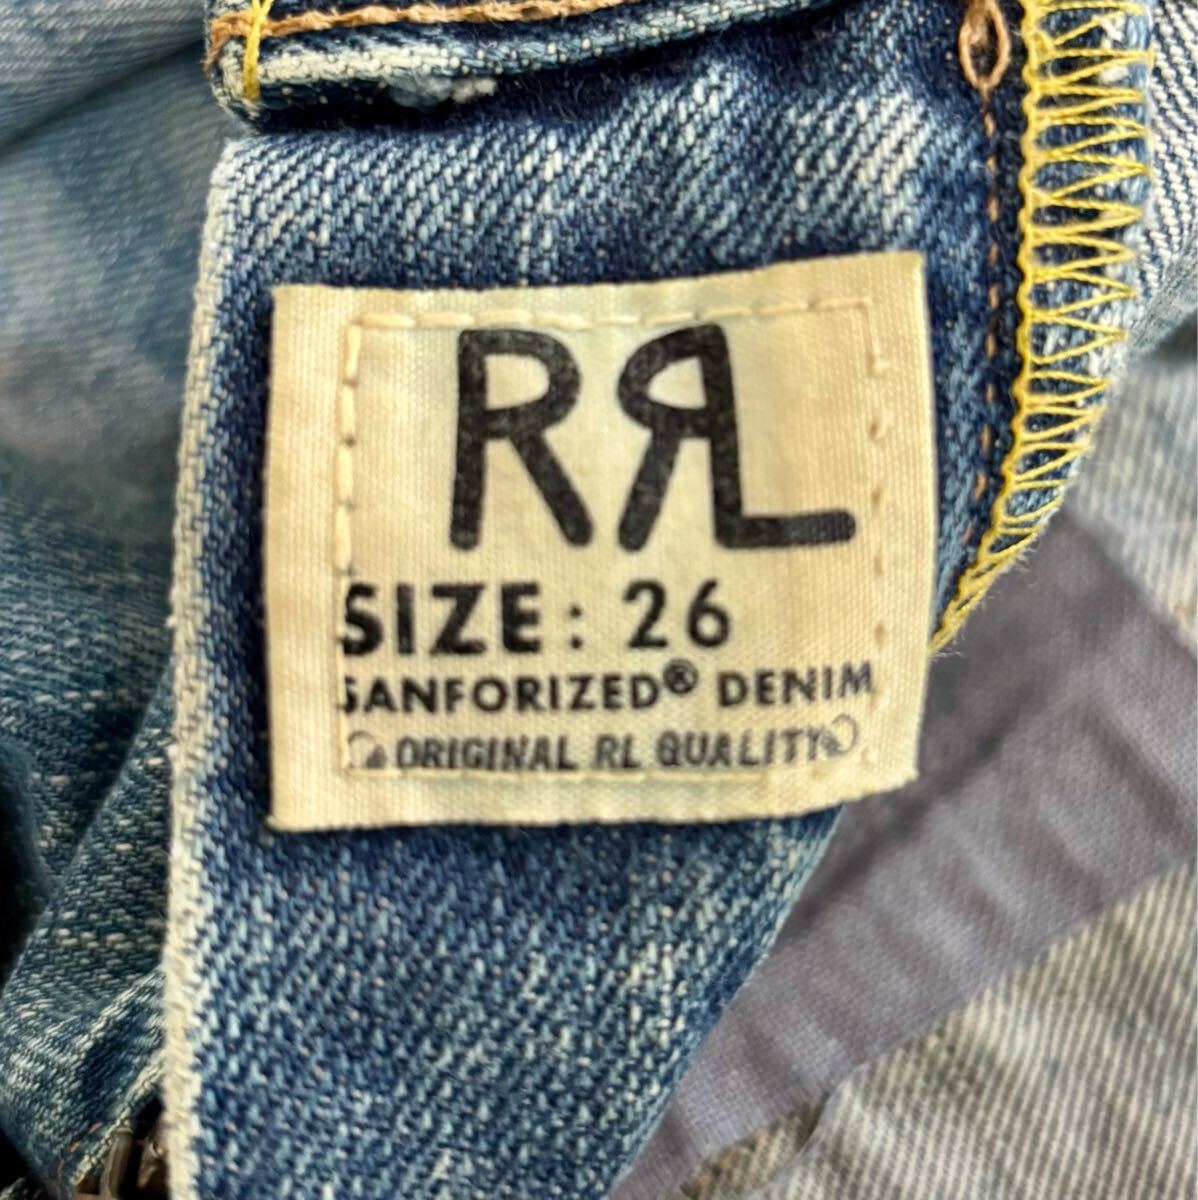 RRL
SIZE: 26
SANFORIZED® DENIM
ORIGINAL RL QUALITY